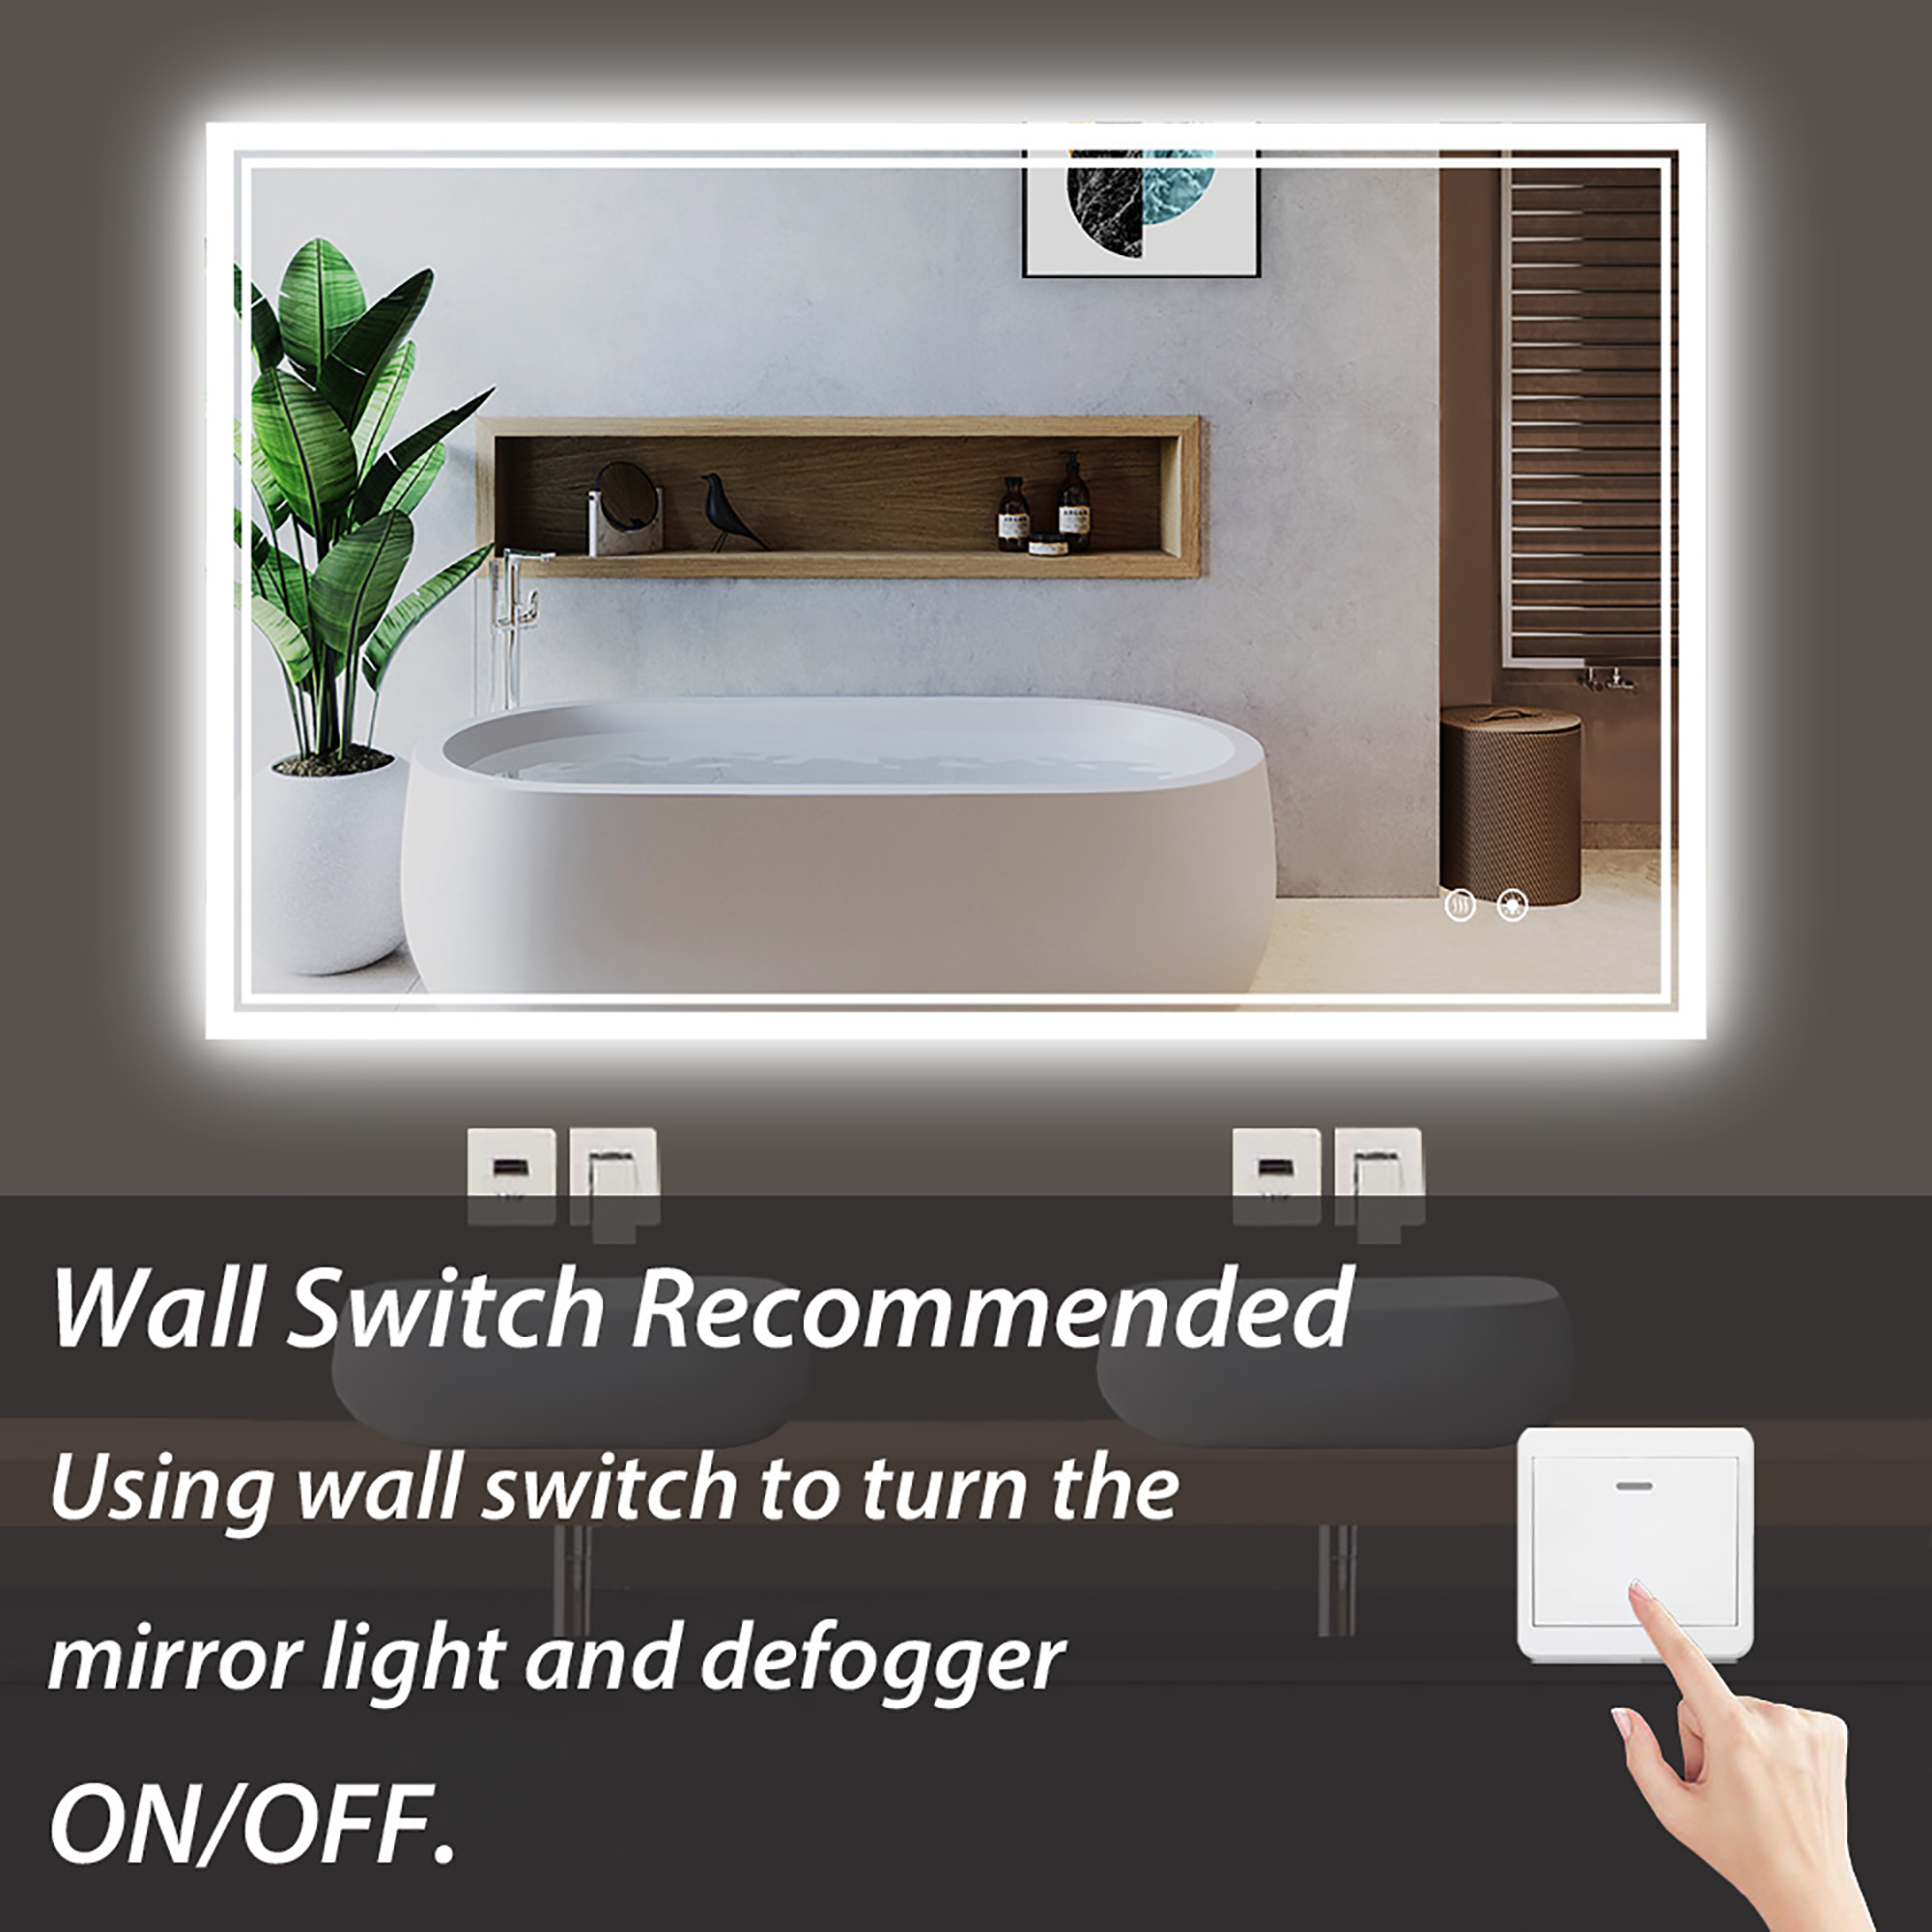 Wall Switch Recommended
Using wall switch to turn the
mirror light and defogger
ON/OFF.